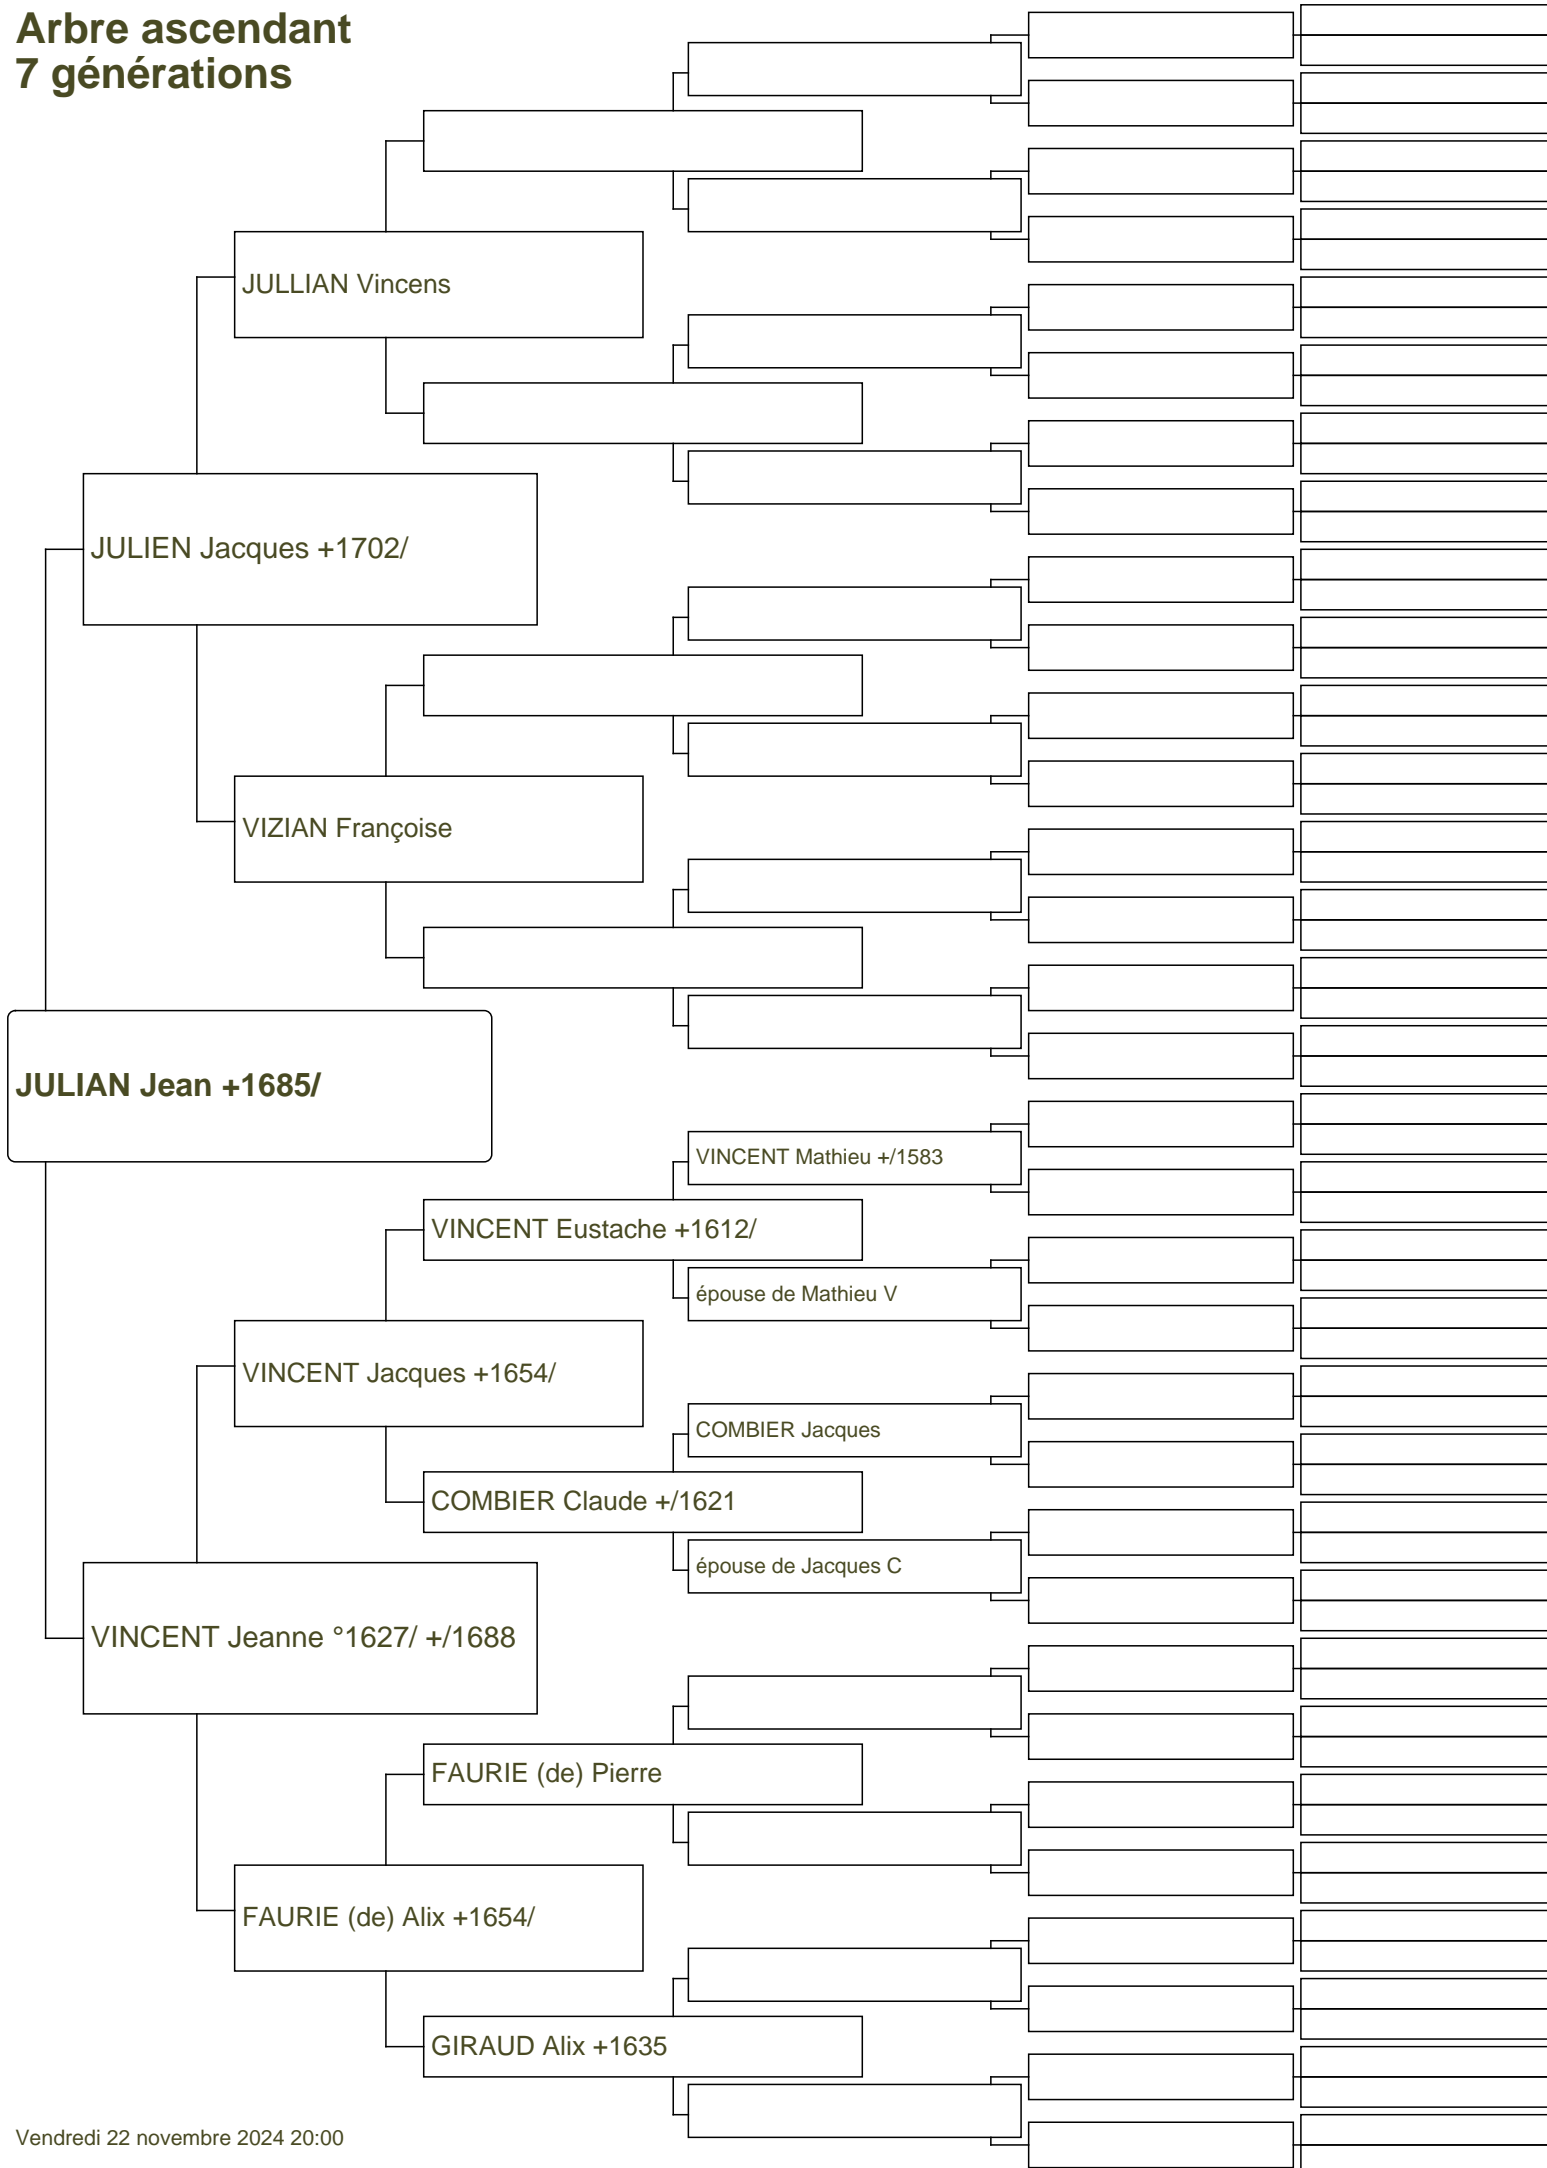 Arbre ascendant
7 générations
JULLIAN Vincens
JULIEN Jacques +1702/
VIZIAN Françoise
JULIAN Jean +1685/
VINCENT Mathieu +/1583
VINCENT Eustache +1612/
épouse de Mathieu V
VINCENT Jacques +1654/
COMBIER Jacques
COMBIER Claude +/1621
épouse de Jacques C
VINCENT Jeanne °1627/ +/1688
FAURIE (de) Pierre
FAURIE (de) Alix +1654/
GIRAUD Alix +1635
Vendredi 22 novembre 2024 20:00